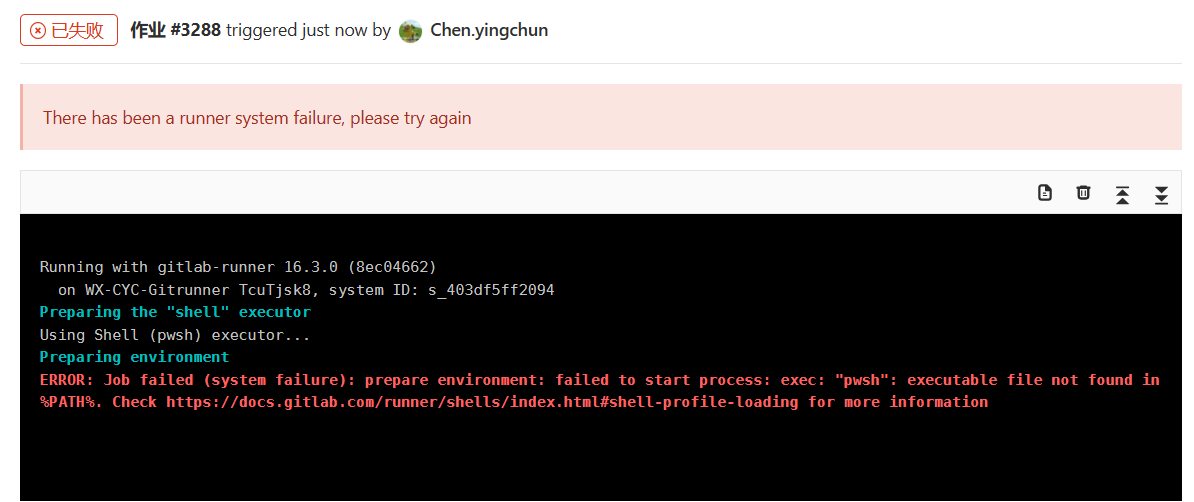 已失败 作业 #3288 triggered just now by Chen.yingchun
There has been a runner system failure, please try again
Running with gitlab-runner 16.3.0 (8ec04662)
on WX-CYC-Gitrunner TcuTjsk8, system ID: s_403df5ff2094
Preparing the "shell" executor
Using Shell (pwsh) executor...
Preparing environment
ERROR: Job failed (system failure): prepare environment: failed to start process: exec: "pwsh": executable file not found in
%PATH%. Check https://docs.gitlab.com/runner/shells/index.html#shell-profile-loading for more information